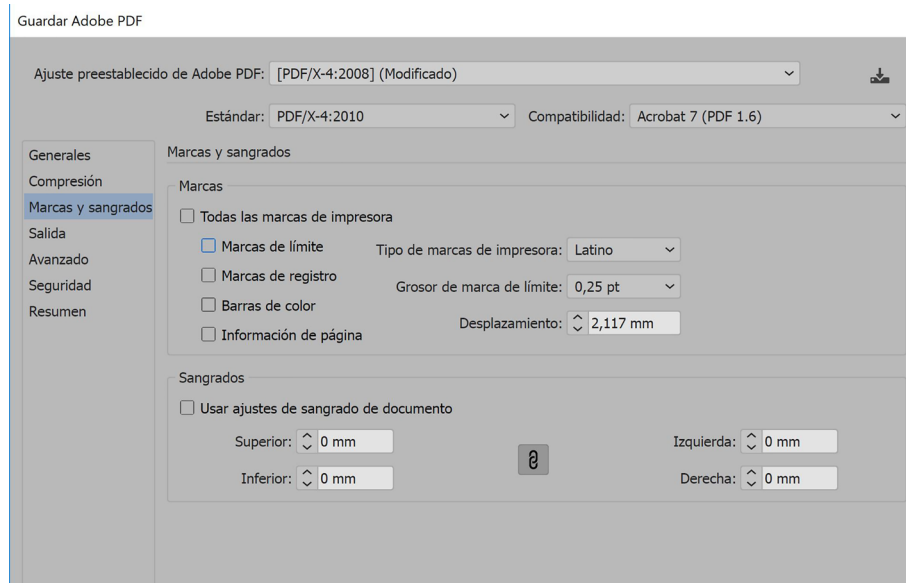 Guardar Adobe PDF
Ajuste preestablecido de Adobe PDF: [PDF/X-4:2008] (Modificado)
Estándar: PDF/X-4:2010 Compatibilidad: Acrobat 7 (PDF 1.6)
Generales
Compresión
Marcas y sangrados
Salida
Avanzado
Seguridad
Resumen
Marcas y sangrados
Marcas
Todas las marcas de impresora
Marcas de límite
Marcas de registro
Barras de color
Información de página
Tipo de marcas de impresora: Latino
Grosor de marca de límite: 0,25 pt
Desplazamiento: 2,117 mm
Sangrados
Usar ajustes de sangrado de documento
Superior: 0 mm
Inferior: 0 mm
Izquierda: 0 mm
Derecha: 0 mm